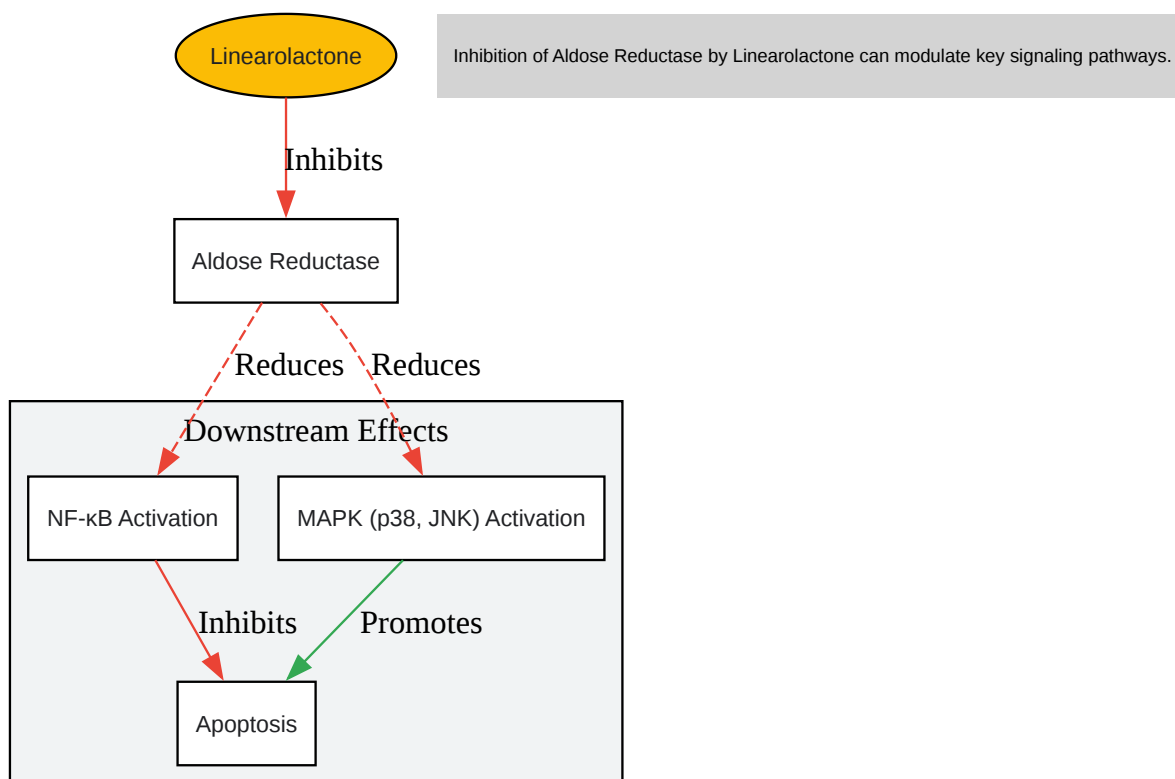 Linearolactone
Inhibition of Aldose Reductase by Linearolactone can modulate key signaling pathways.
Inhibits
Aldose Reductase
Reduces
Reduces
Downstream Effects
NF-κB Activation
MAPK (p38, JNK) Activation
Inhibits
Promotes
Apoptosis